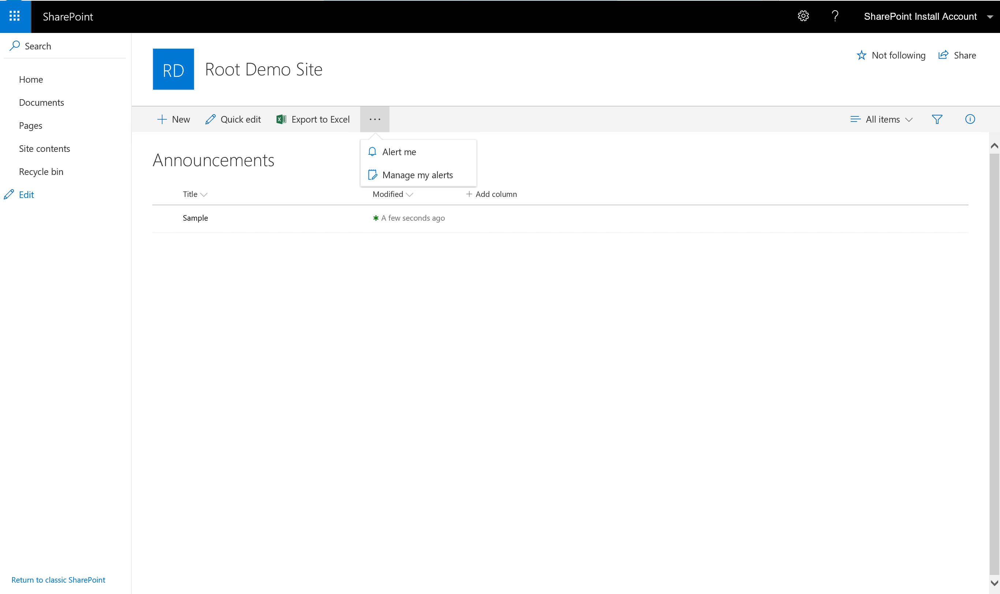 SharePoint
? SharePoint Install Account
Search
Home
Documents
Pages
Site contents
Recycle bin
Edit
Return to classic SharePoint
RD
Root Demo Site
Not following
Share
New
Quick edit
Export to Excel
...
All items
Alert me
Manage my alerts
Announcements
Title
Modified
Add column
Sample
A few seconds ago